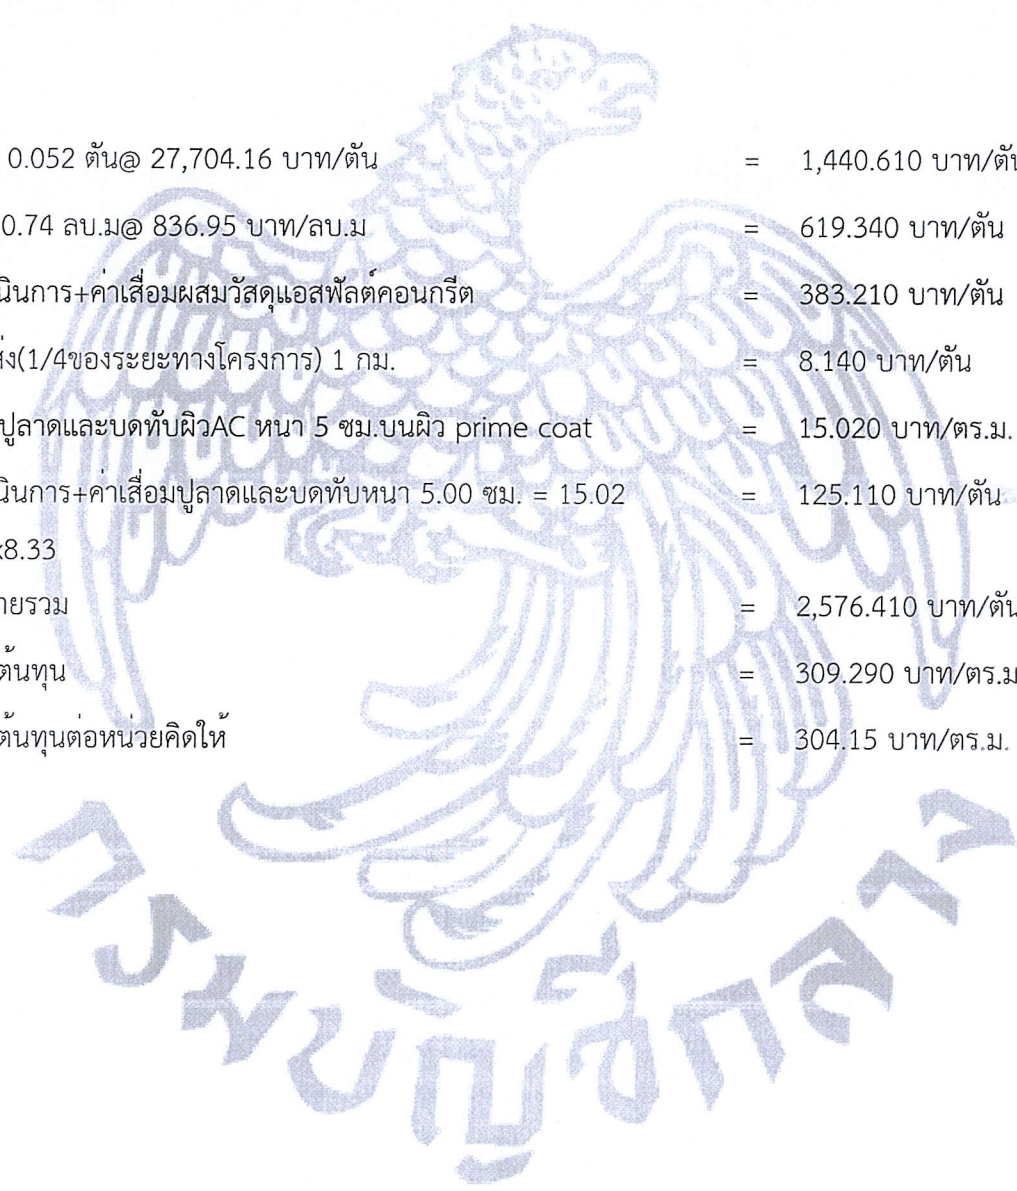 0.052 ตัน@ 27,704.16 บาท/ตัน = 1,440.610 บาท/ตัน
0.74 ลบ.ม@ 836.95 บาท/ลบ.ม = 619.340 บาท/ตัน
นินการ+ค่าเสื่อมผสมวัสดุแอสฟัลต์คอนกรีต = 383.210 บาท/ตัน
ส่ง(1/4ของระยะทางโครงการ) 1 กม. = 8.140 บาท/ตัน
ปูลาดและบดทับผิวAC หนา 5 ซม.บนผิว prime coat = 15.020 บาท/ตร.ม.
นินการ+ค่าเสื่อมปูลาดและบดทับหนา 5.00 ซม. = 15.02 = 125.110 บาท/ตัน
x8.33
ายรวม = 2,576.410 บาท/ตัน
ต้นทุน = 309.290 บาท/ตร.ม
ต้นทุนต่อหน่วยคิดให้ = 304.15 บาท/ตร.ม.
กรมบัญชีกลาง